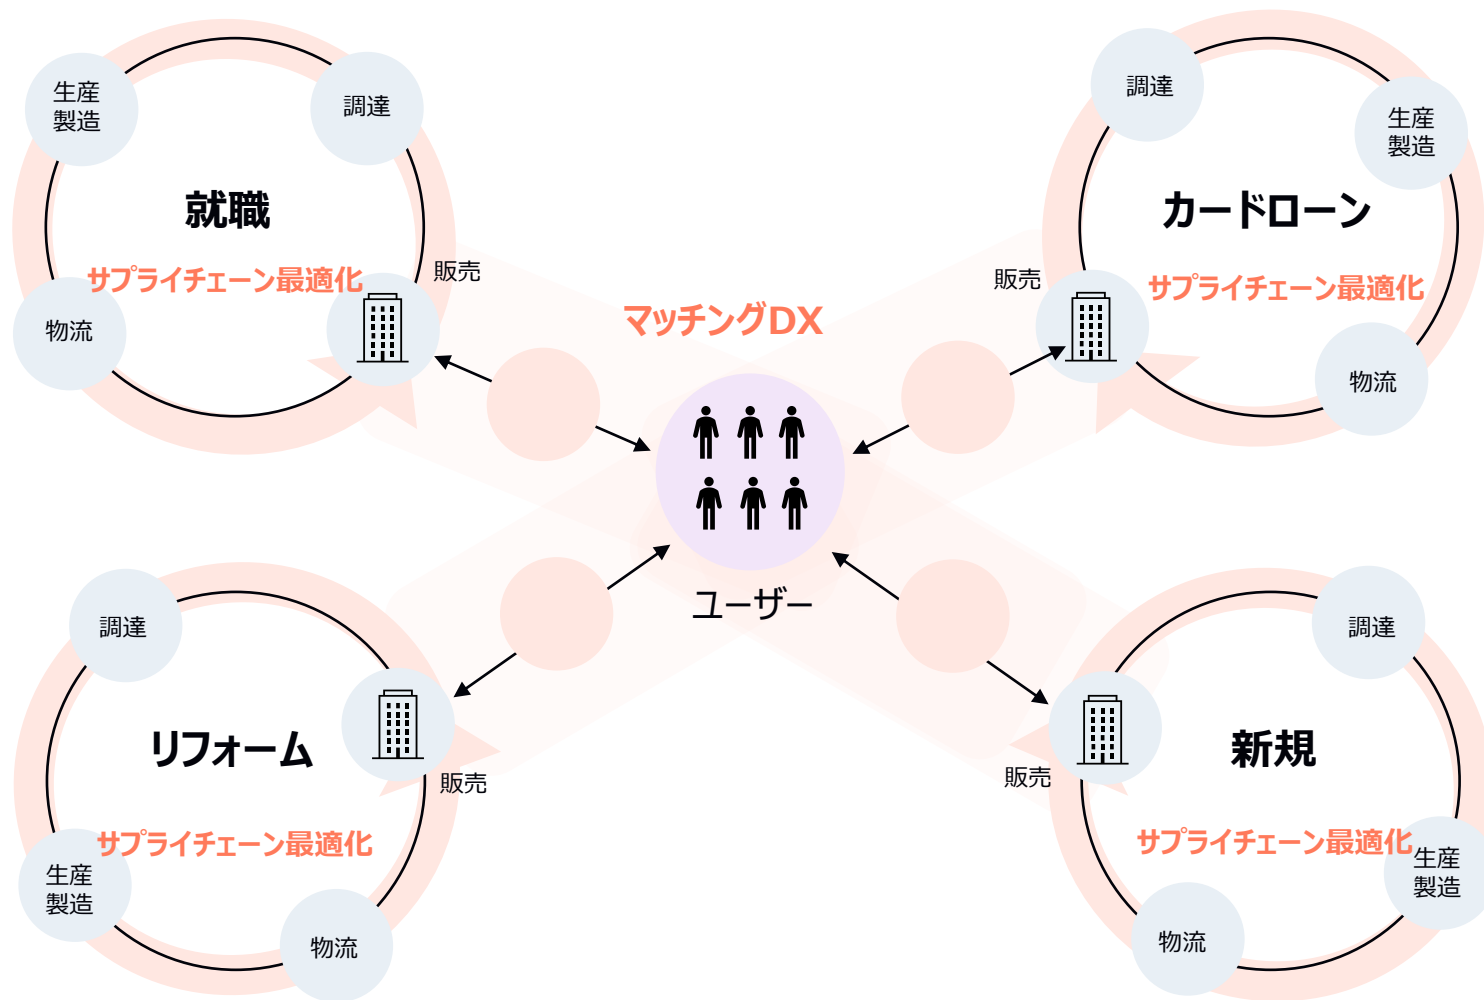 生産
製造
調達
就職
サプライチェーン最適化
物流
販売
調達
生産
製造
カードローン
サプライチェーン最適化
販売
物流
マッチングDX
ユーザー
調達
リフォーム
販売
サプライチェーン最適化
生産
製造
物流
調達
新規
販売
サプライチェーン最適化
生産
製造
物流